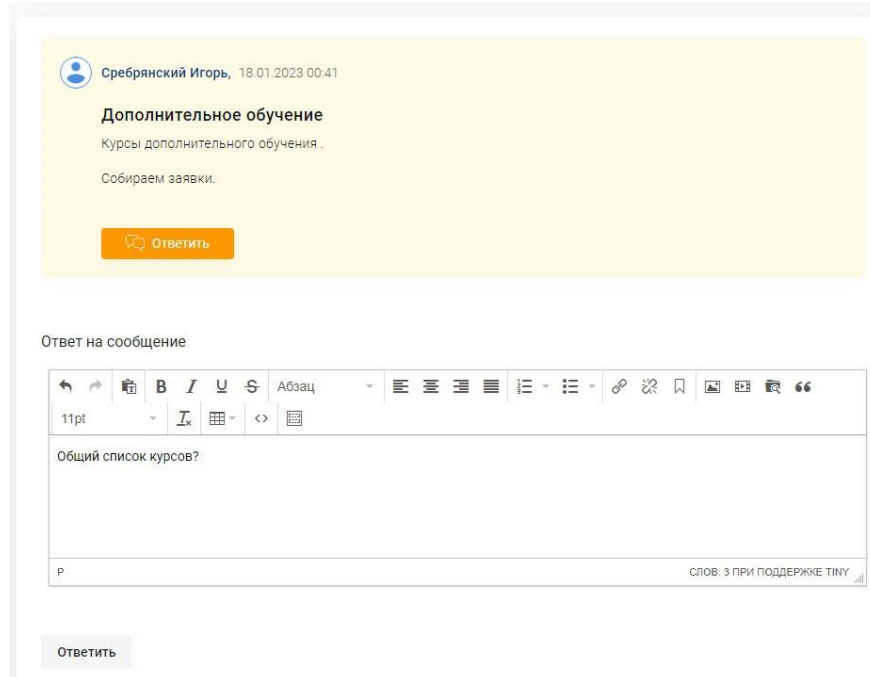 Сребрянский Игорь, 18.01.2023 00:41
Дополнительное обучение
Курсы дополнительного обучения .
Собираем заявки.
Ответить
Ответ на сообщение
B I U S Абзац
11pt
Общий список курсов?
P СЛОВ: 3 ПРИ ПОДДЕРЖКЕ TINY
Ответить